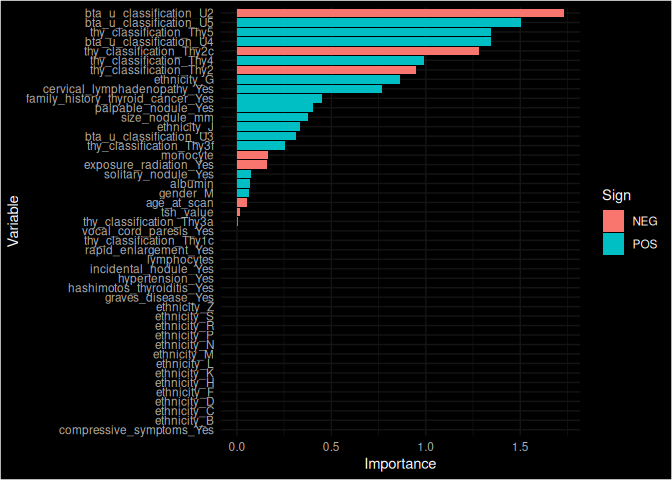 Variable
bta_u_classification_U2
bta_u_classification_U5
thy_classification_Thy5
bta_u_classification_U4
thy_classification_Thy2c
thy_classification_Thy4
thy_classification_Thy2
ethnicity_G
cervical_lymphadenopathy_Yes
family_history_thyroid_cancer_Yes
palpable_nodule_Yes
size_nodule_mm
ethnicity_J
bta_u_classification_U3
thy_classification_Thy3f
monocyte
exposure_radiation_Yes
solitary_nodule_Yes
albumin
gender_M
age_at_scan
tsh_value
thy_classification_Thy3a
vocal_cord_paresis_Yes
thy_classification_Thy1c
rapid_enlargement_Yes
lymphocytes
incidental_nodule_Yes
hypertension_Yes
hashimotos_thyroiditis_Yes
graves_disease_Yes
ethnicity_Z
ethnicity_S
ethnicity_R
ethnicity_P
ethnicity_N
ethnicity_M
ethnicity_L
ethnicity_K
ethnicity_H
ethnicity_F
ethnicity_D
ethnicity_C
ethnicity_B
compressive_symptoms_Yes
0.0 0.5 1.0 1.5
Importance
Sign
NEG
POS